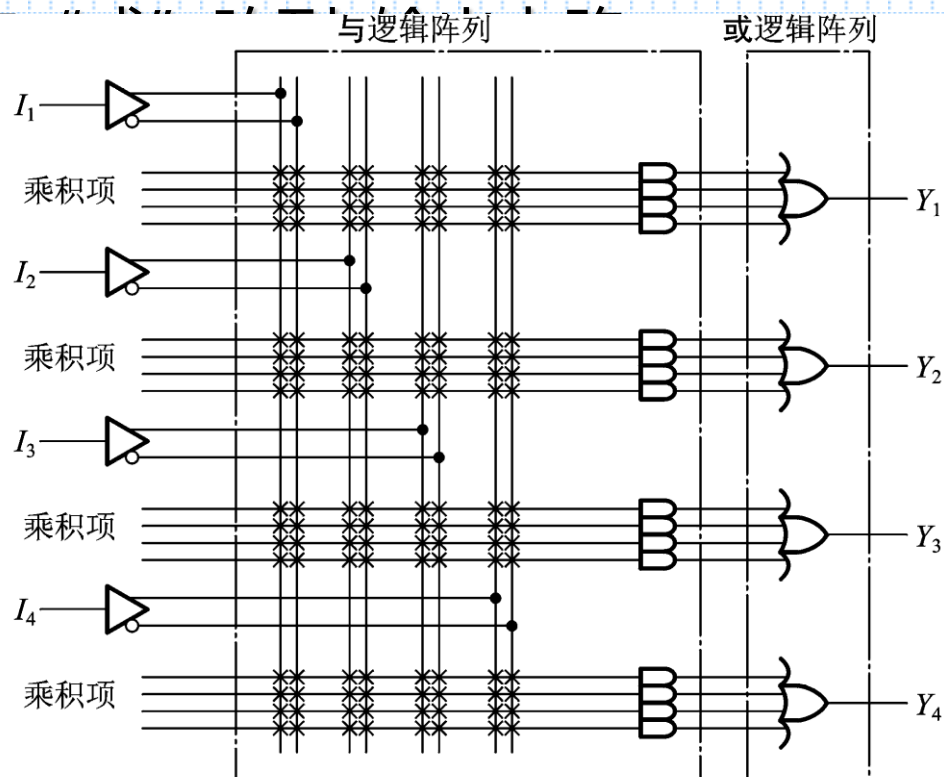 与逻辑阵列 或逻辑阵列
I₁
乘积项 Y₁
I₂
乘积项 Y₂
I₃
乘积项 Y₃
I₄
乘积项 Y₄